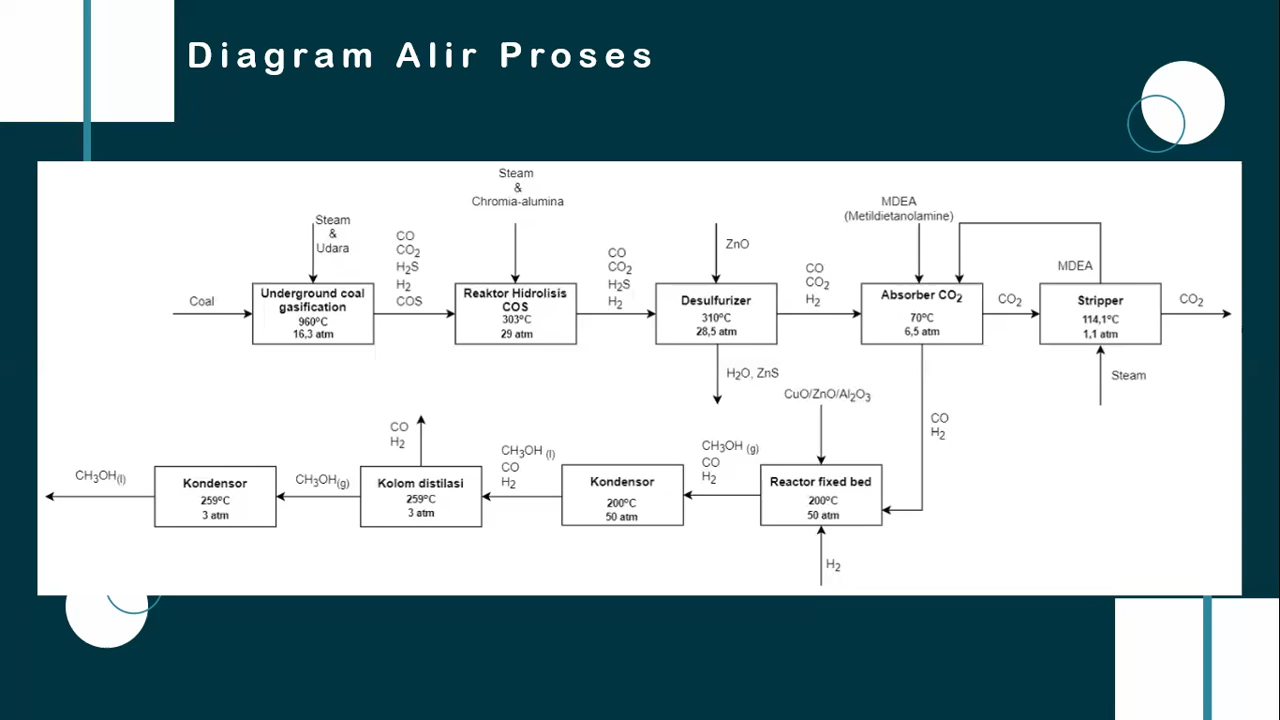 Diagram Alir Proses
Steam
&
Chromia-alumina
MDEA
(Metildietanolamine)
Steam
&
Udara
CO
CO₂
H₂S
H₂
COS
CO
CO₂
H₂S
H₂
ZnO
CO
CO₂
H₂
MDEA
Coal
Underground coal
gasification
960°C
16,3 atm
Reaktor Hidrolisis
COS
303°C
29 atm
Desulfurizer
310°C
28,5 atm
Absorber CO₂
70°C
6,5 atm
CO₂
Stripper
114,1°C
1,1 atm
CO₂
H₂O, ZnS
Steam
CuO/ZnO/Al₂O₃
CO
H₂
CO
H₂
CH₃OH(l)
Kondensor
259°C
3 atm
CH₃OH(g)
Kolom distilasi
259°C
3 atm
CH₃OH (l)
CO
H₂
Kondensor
200°C
50 atm
CH₃OH (g)
CO
H₂
Reactor fixed bed
200°C
50 atm
H₂